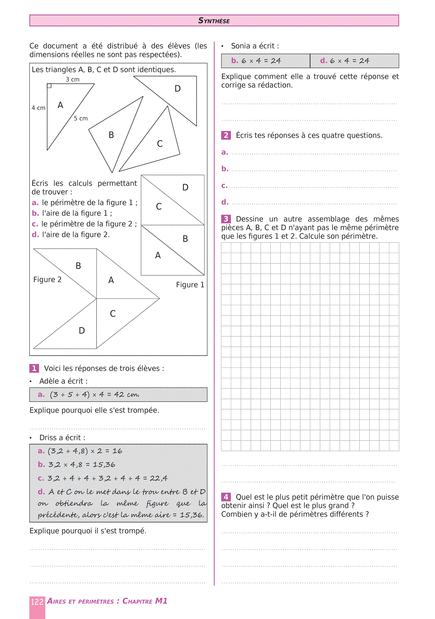 SYNTHÈSE
Ce document a été distribué à des élèves (les
dimensions réelles ne sont pas respectées).
Les triangles A, B, C et D sont identiques.
3 cm
4 cm
5 cm
A
B
C
D
Écris les calculs permettant
de trouver :
a. le périmètre de la figure 1 ;
b. l'aire de la figure 1 ;
c. le périmètre de la figure 2 ;
d. l'aire de la figure 2.
D
C
B
A
Figure 1
Figure 2
B
A
C
D
1 Voici les réponses de trois élèves :
• Adèle a écrit :
a. (3 + 5 + 4) × 4 = 42 cm.
Explique pourquoi elle s'est trompée.
• Driss a écrit :
a. (3,2 + 4,8) × 2 = 16
b. 3,2 × 4,8 = 15,36
c. 3,2 + 4 + 4 + 3,2 + 4 + 4 = 22,4
d. A et C on le met dans le trou entre B et D
on obtiendra la même figure que la
précédente, alors c'est la même aire = 15,36.
Explique pourquoi il s'est trompé.
• Sonia a écrit :
b. 6 × 4 = 24
d. 6 × 4 = 24
Explique comment elle a trouvé cette réponse et
corrige sa rédaction.
2 Écris tes réponses à ces quatre questions.
a.
b.
c.
d.
3 Dessine un autre assemblage des mêmes
pièces A, B, C et D n'ayant pas le même périmètre
que les figures 1 et 2. Calcule son périmètre.
4 Quel est le plus petit périmètre que l'on puisse
obtenir ainsi ? Quel est le plus grand ?
Combien y a-t-il de périmètres différents ?
122 AIRES ET PÉRIMÈTRES : CHAPITRE M1